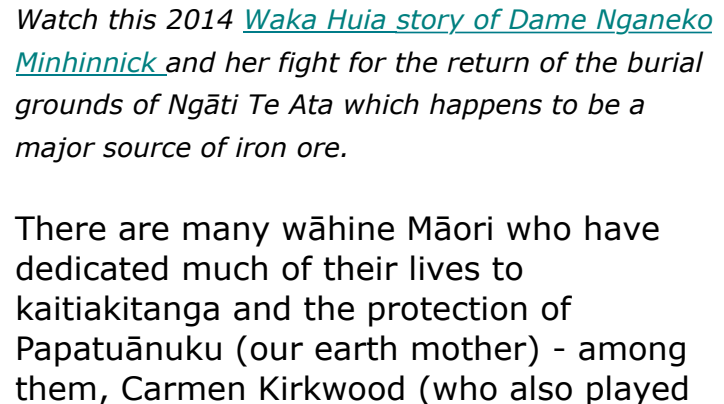 Watch this 2014 Waka Huia story of Dame Nganeko
Minhinnick and her fight for the return of the burial
grounds of Ngāti Te Ata which happens to be a
major source of iron ore.
There are many wāhine Māori who have
dedicated much of their lives to
kaitiakitanga and the protection of
Papatuānuku (our earth mother) - among
them, Carmen Kirkwood (who also played